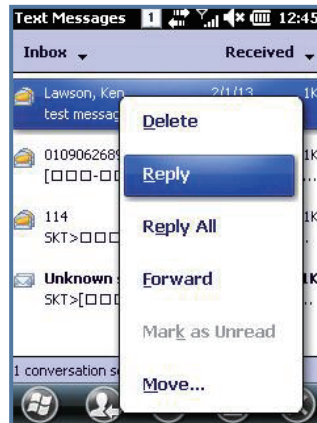 Text Messages 1 12:45
Inbox Received
Lawson, Ken 2/1/13 1K
test messag
0109062689 1K
[□□□-□□ ...
114 1K
SKT>□□□
Unknown 1K
SKT>[□□□
1 conversation s
Delete
Reply
Reply All
Forward
Mark as Unread
Move...